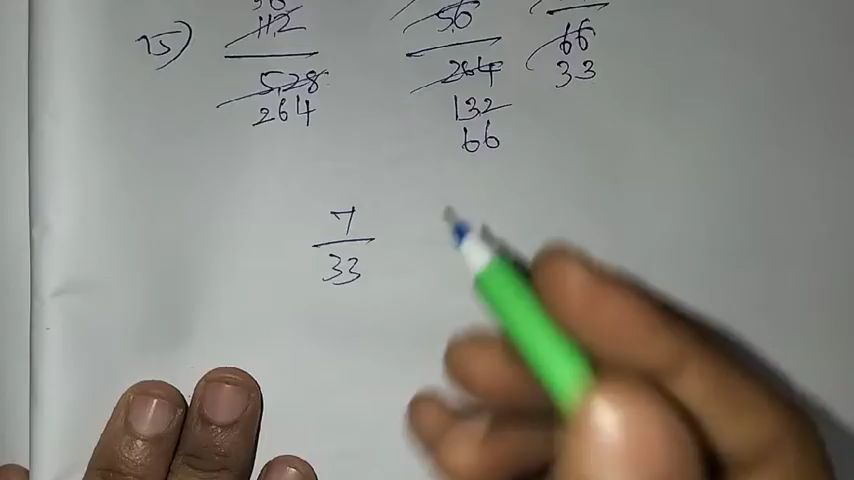 15) 112 56
528 264 66
264 132 33
66
7
33